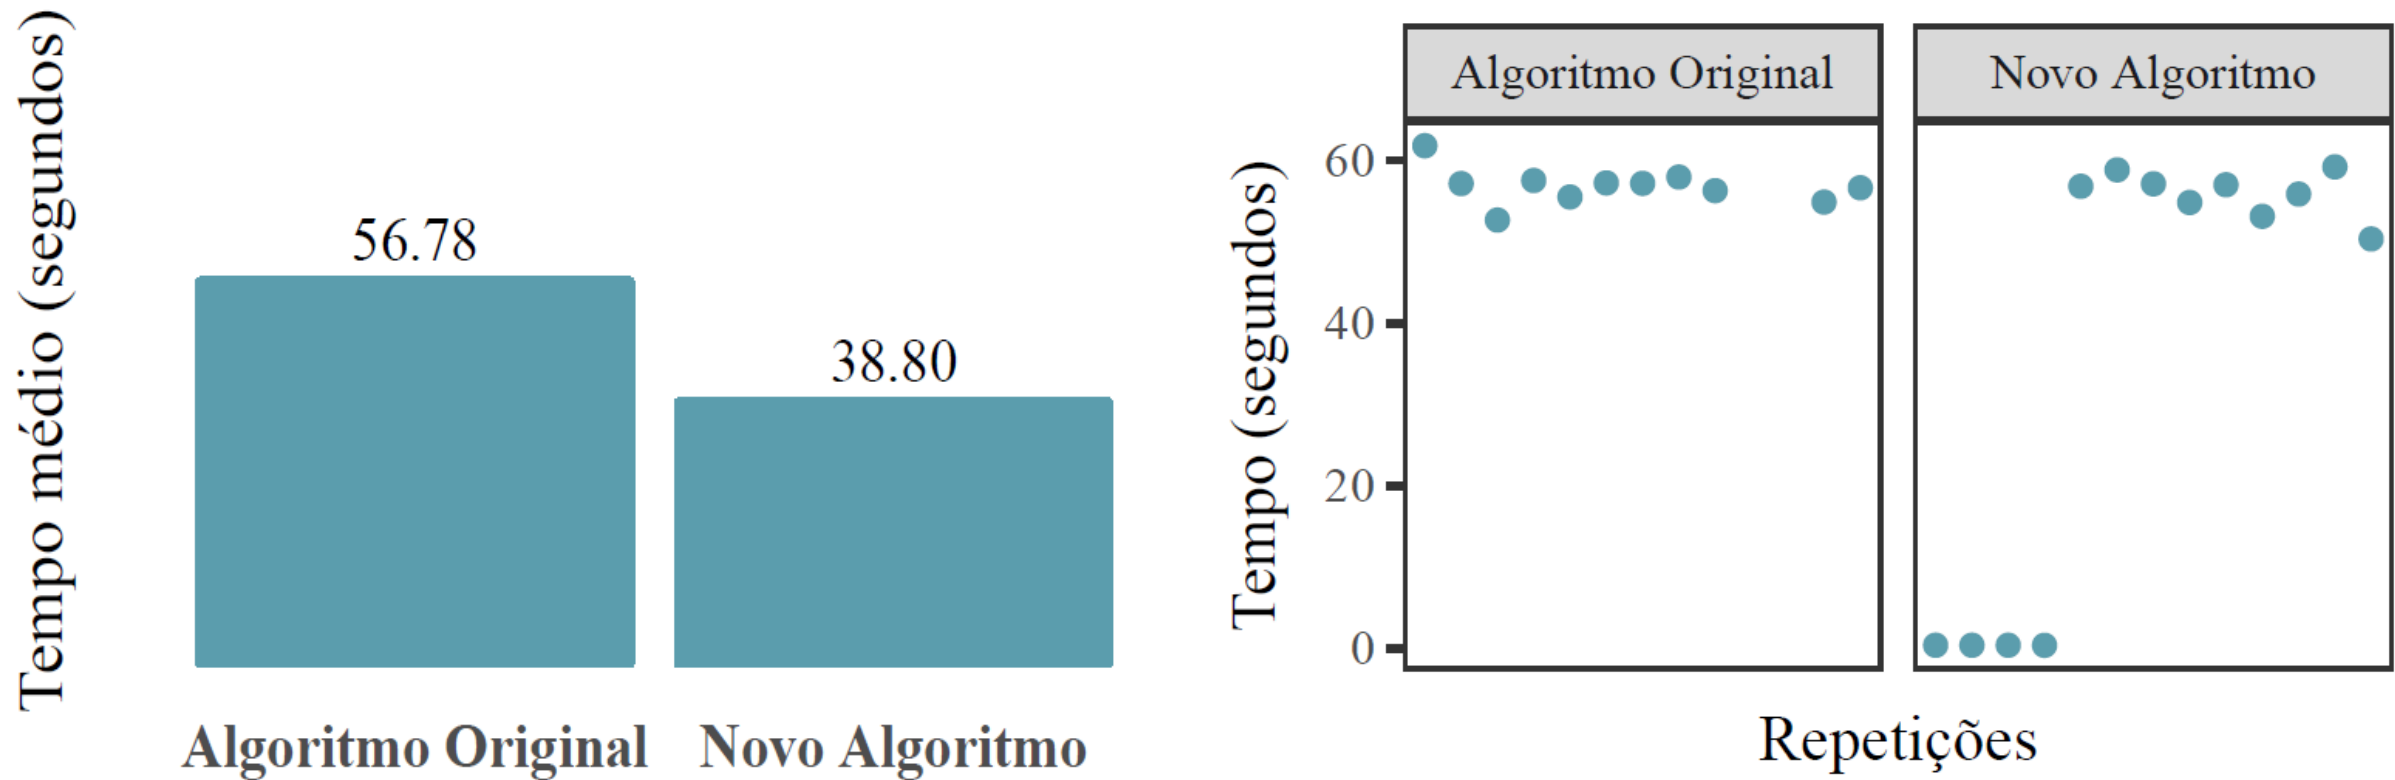 Tempo médio (segundos)
56.78
38.80
Algoritmo Original
Novo Algoritmo
Tempo (segundos)
60
40
20
0
Algoritmo Original
Novo Algoritmo
Repetições